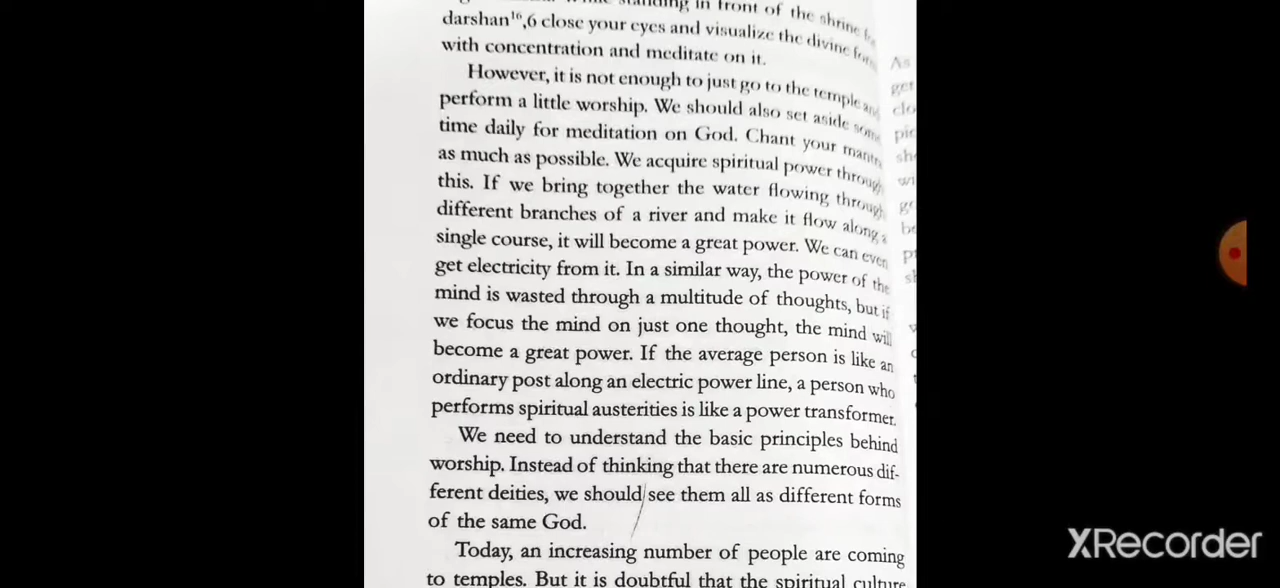 standing in front of the shrine
darshan¹⁶,6 close your eyes and visualize the divine form
with concentration and meditate on it.
However, it is not enough to just go to the temple and
perform a little worship. We should also set aside some
time daily for meditation on God. Chant your mantra
as much as possible. We acquire spiritual power through
this. If we bring together the water flowing through
different branches of a river and make it flow along a
single course, it will become a great power. We can even
get electricity from it. In a similar way, the power of the
mind is wasted through a multitude of thoughts, but if
we focus the mind on just one thought, the mind will
become a great power. If the average person is like an
ordinary post along an electric power line, a person who
performs spiritual austerities is like a power transformer.
We need to understand the basic principles behind
worship. Instead of thinking that there are numerous dif-
ferent deities, we should see them all as different forms
of the same God.
Today, an increasing number of people are coming
to temples. But it is doubtful that the spiritual culture
As
get
XRecorder